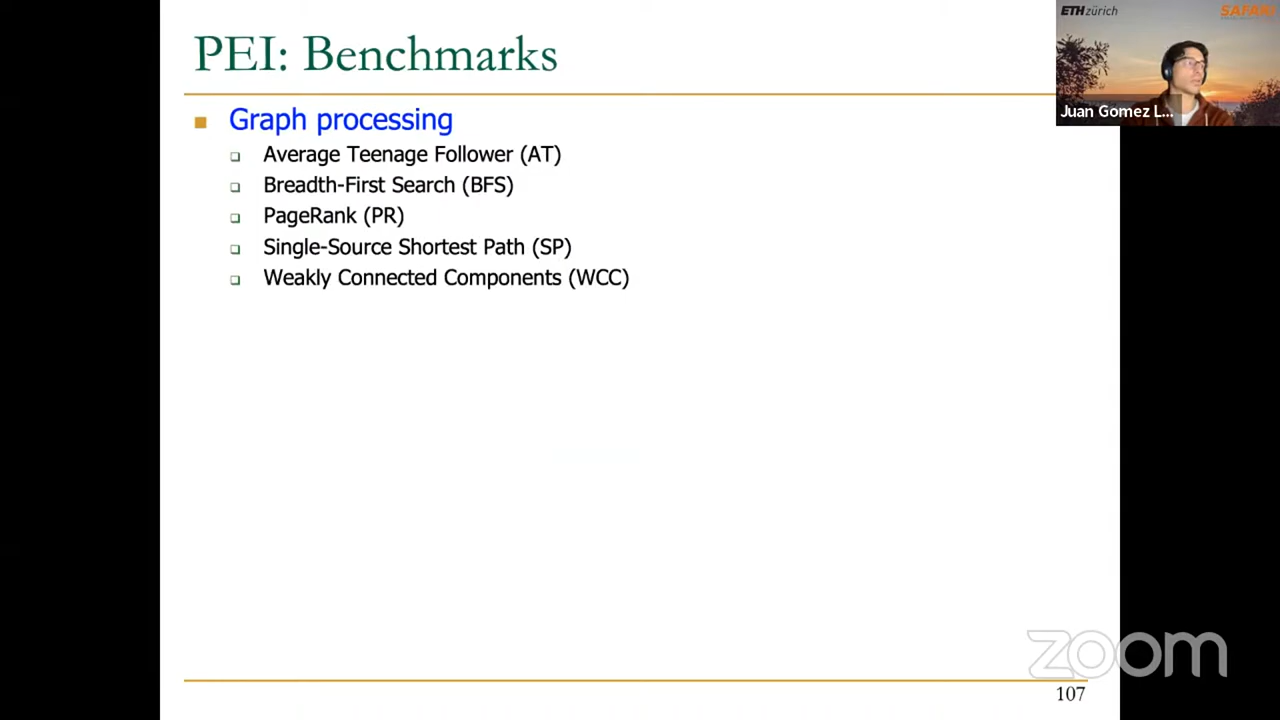 PEI: Benchmarks
ETH zürich
SAFARI
Graph processing
Juan Gomez L...
Average Teenage Follower (AT)
Breadth-First Search (BFS)
PageRank (PR)
Single-Source Shortest Path (SP)
Weakly Connected Components (WCC)
zoom
107